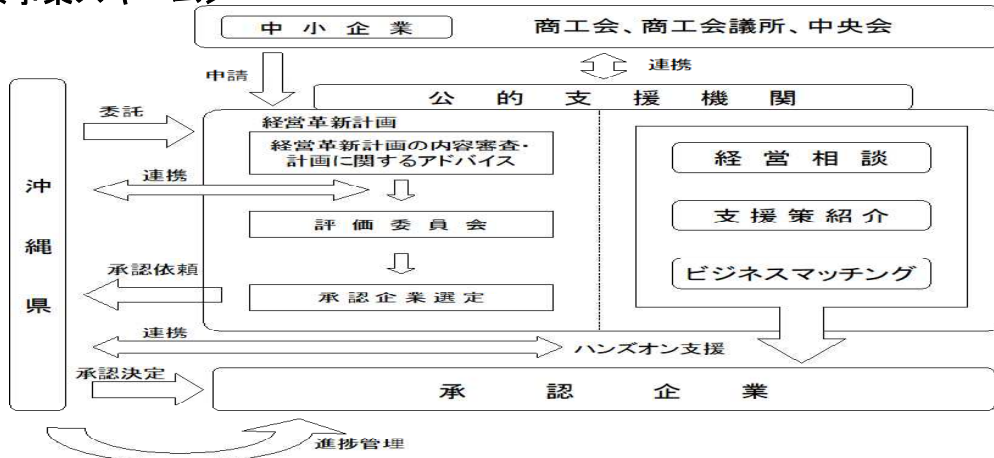 中小企業
商工会、商工会議所、中央会
申請
連携
公的支援機関
委託
経営革新計画
経営革新計画の内容審査・
計画に関するアドバイス
経営相談
連携
沖縄県
支援策紹介
評価委員会
承認依頼
ビジネスマッチング
承認企業選定
連携
ハンズオン支援
承認決定
承認企業
進捗管理